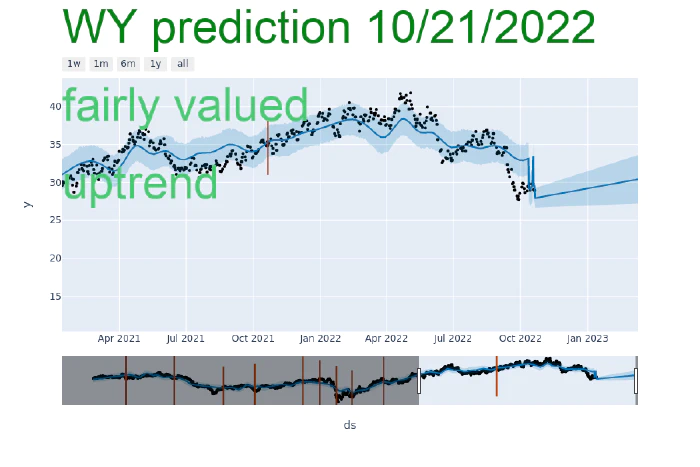 WY prediction 10/21/2022
1w 1m 6m 1y all
fairly valued
uptrend
40
35
30
25
20
15
y
Apr 2021 Jul 2021 Oct 2021 Jan 2022 Apr 2022 Jul 2022 Oct 2022 Jan 2023
ds